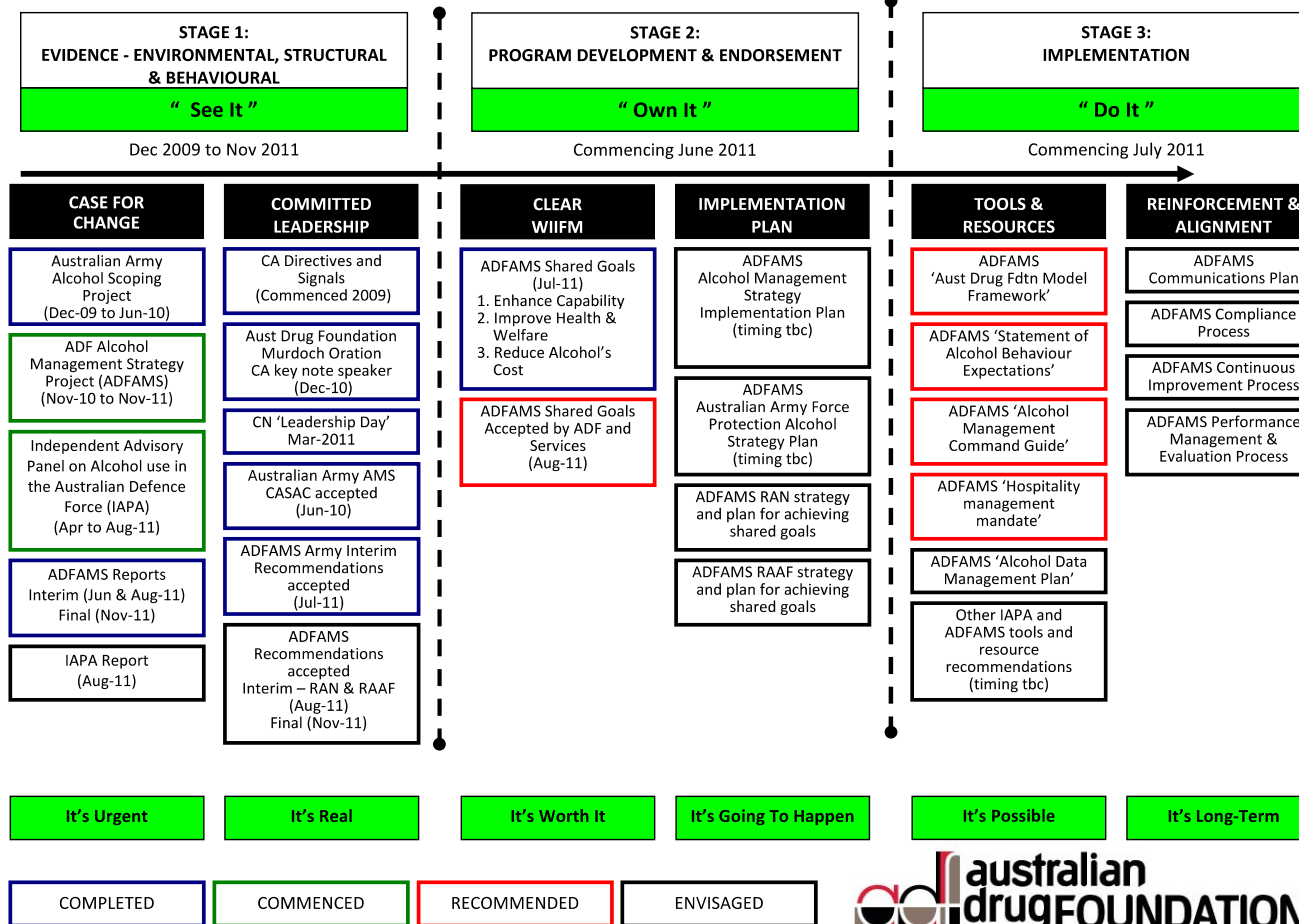 STAGE 1:
EVIDENCE - ENVIRONMENTAL, STRUCTURAL
& BEHAVIOURAL
“ See It ”
Dec 2009 to Nov 2011
STAGE 2:
PROGRAM DEVELOPMENT & ENDORSEMENT
“ Own It ”
Commencing June 2011
STAGE 3:
IMPLEMENTATION
“ Do It ”
Commencing July 2011
CASE FOR
CHANGE
Australian Army
Alcohol Scoping
Project
(Dec-09 to Jun-10)
ADF Alcohol
Management Strategy
Project (ADFAMS)
(Nov-10 to Nov-11)
Independent Advisory
Panel on Alcohol use in
the Australian Defence
Force (IAPA)
(Apr to Aug-11)
ADFAMS Reports
Interim (Jun & Aug-11)
Final (Nov-11)
IAPA Report
(Aug-11)
COMMITTED
LEADERSHIP
CA Directives and
Signals
(Commenced 2009)
Aust Drug Foundation
Murdoch Oration
CA key note speaker
(Dec-10)
CN ‘Leadership Day’
Mar-2011
Australian Army AMS
CASAC accepted
(Jun-10)
ADFAMS Army Interim
Recommendations
accepted
(Jul-11)
ADFAMS
Recommendations
accepted
Interim – RAN & RAAF
(Aug-11)
Final (Nov-11)
CLEAR
WIIFM
ADFAMS Shared Goals
(Jul-11)
1. Enhance Capability
2. Improve Health &
Welfare
3. Reduce Alcohol’s
Cost
ADFAMS Shared Goals
Accepted by ADF and
Services
(Aug-11)
IMPLEMENTATION
PLAN
ADFAMS
Alcohol Management
Strategy
Implementation Plan
(timing tbc)
ADFAMS
Australian Army Force
Protection Alcohol
Strategy Plan
(timing tbc)
ADFAMS RAN strategy
and plan for achieving
shared goals
ADFAMS RAAF strategy
and plan for achieving
shared goals
TOOLS &
RESOURCES
ADFAMS
‘Aust Drug Fdtn Model
Framework’
ADFAMS ‘Statement of
Alcohol Behaviour
Expectations’
ADFAMS ‘Alcohol
Management
Command Guide’
ADFAMS ‘Hospitality
management
mandate’
ADFAMS ‘Alcohol Data
Management Plan’
Other IAPA and
ADFAMS tools and
resource
recommendations
(timing tbc)
REINFORCEMENT &
ALIGNMENT
ADFAMS
Communications Plan
ADFAMS Compliance
Process
ADFAMS Continuous
Improvement Process
ADFAMS Performance
Management &
Evaluation Process
It’s Urgent
It’s Real
It’s Worth It
It’s Going To Happen
It’s Possible
It’s Long-Term
COMPLETED
COMMENCED
RECOMMENDED
ENVISAGED
adf
australian
drugFOUNDATION